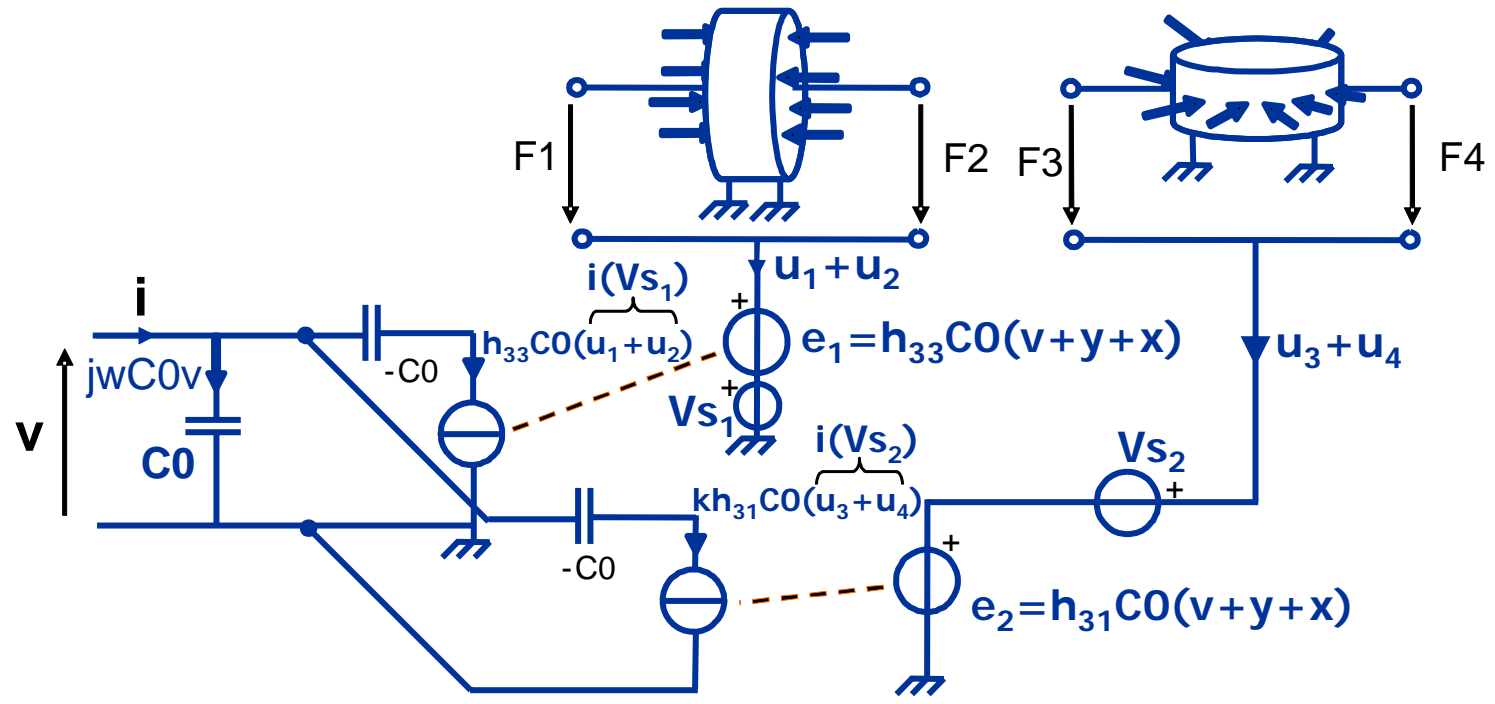 F1
F2
F3
F4
u1+u2
i(Vs1)
i
h33C0(u1+u2)
e1=h33C0(v+y+x)
u3+u4
-C0
jwC0v
+
+
Vs1
v
C0
i(Vs2)
Vs2
+
kh31C0(u3+u4)
-C0
+
e2=h31C0(v+y+x)